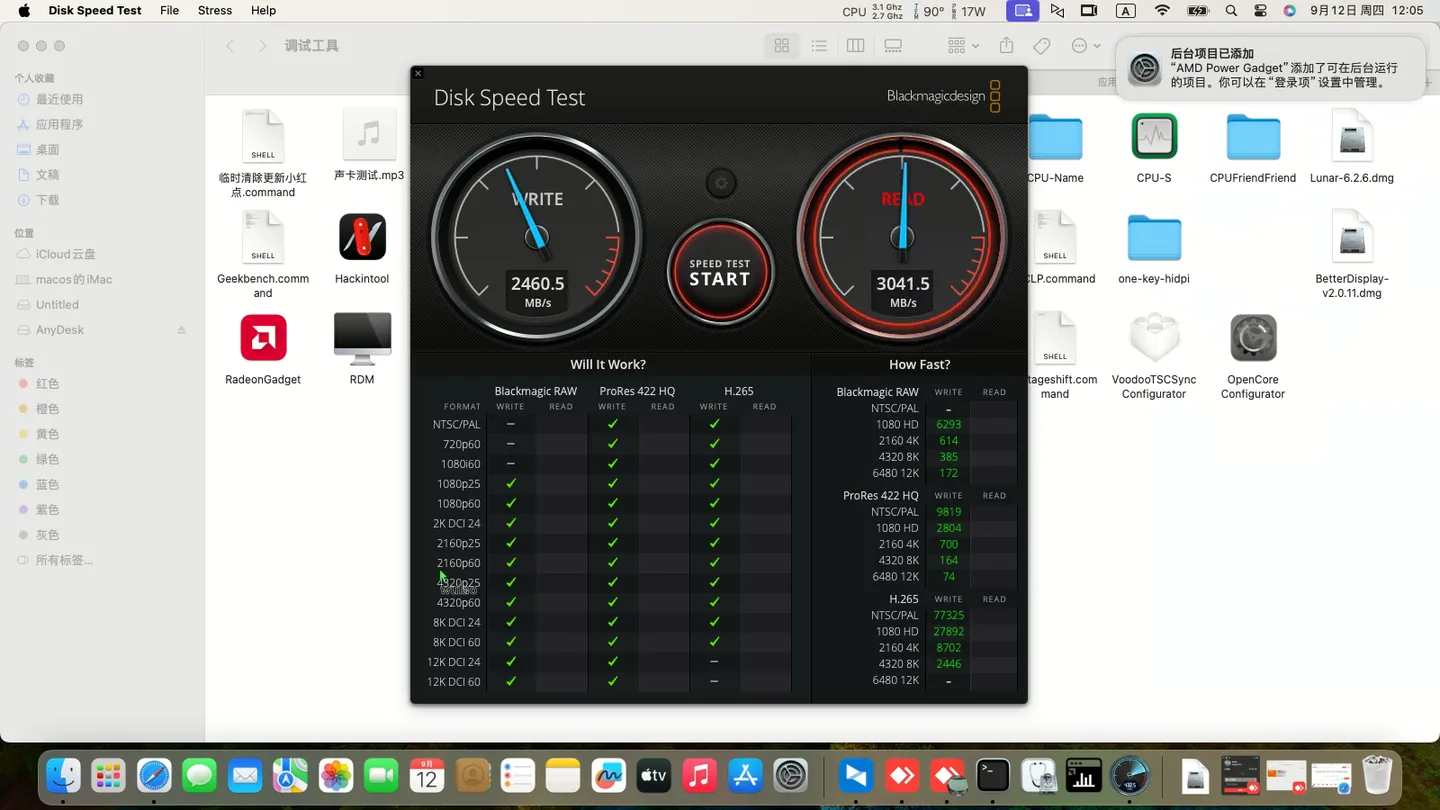 Disk Speed Test File Stress Help
CPU 3.1 Ghz 2.7 Ghz TEM 90° PWR 17W A 9月12日 周四 12:05
调试工具
后台项目已添加
“AMD Power Gadget”添加了可在后台运行
的项目。你可以在“登录项”设置中管理。
应用
个人收藏
最近使用
应用程序
桌面
文稿
下载
位置
iCloud 云盘
macos的iMac
Untitled
AnyDesk
标签
红色
橙色
黄色
绿色
蓝色
紫色
灰色
所有标签...
SHELL
临时清除更新小红
点.command
声卡测试.mp3
CPU-Name
CPU-S
CPUFriendFriend
Lunar-6.2.6.dmg
SHELL
Geekbench.comm
and
Hackintool
SHELL
CLP.command
one-key-hidpi
BetterDisplay-
v2.0.11.dmg
RadeonGadget
RDM
SHELL
tageshift.com
mand
VoodooTSCSync
Configurator
OpenCore
Configurator
Disk Speed Test
Blackmagicdesign
WRITE
2460.5
MB/s
SPEED TEST
START
READ
3041.5
MB/s
Will It Work?
Blackmagic RAW ProRes 422 HQ H.265
FORMAT WRITE READ WRITE READ WRITE READ
NTSC/PAL – ✓ ✓
720p60 – ✓ ✓
1080i60 – ✓ ✓
1080p25 ✓ ✓ ✓
1080p60 ✓ ✓ ✓
2K DCI 24 ✓ ✓ ✓
2160p25 ✓ ✓ ✓
2160p60 ✓ ✓ ✓
4320p25 ✓ ✓ ✓
4320p60 ✓ ✓ ✓
8K DCI 24 ✓ ✓ ✓
8K DCI 60 ✓ ✓ ✓
12K DCI 24 ✓ ✓ –
12K DCI 60 ✓ ✓ –
How Fast?
Blackmagic RAW WRITE READ
NTSC/PAL –
1080 HD 6293
2160 4K 614
4320 8K 385
6480 12K 172
ProRes 422 HQ WRITE READ
NTSC/PAL 9819
1080 HD 2804
2160 4K 700
4320 8K 164
6480 12K 74
H.265 WRITE READ
NTSC/PAL 77325
1080 HD 27892
2160 4K 8702
4320 8K 2446
6480 12K –
9月
12
tv